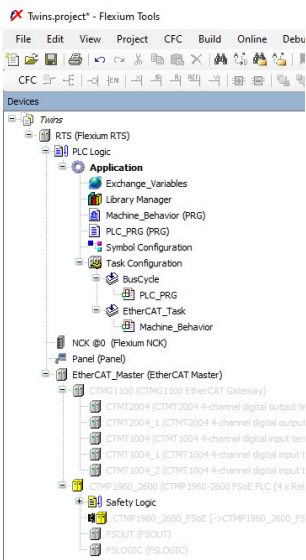 Twins.project* - Flexium Tools
File Edit View Project CFC Build Online
CFC
Devices
Twins
RTS (Flexium RTS)
PLC Logic
Application
Exchange_Variables
Library Manager
Machine_Behavior (PRG)
PLC_PRG (PRG)
Symbol Configuration
Task Configuration
BusCycle
PLC_PRG
EtherCAT_Task
Machine_Behavior
NCK @0 (Flexium NCK)
Panel (Panel)
EtherCAT_Master (EtherCAT Master)
CTMG1100 (CTMG1100 EtherCAT Gateway)
CTMT2004 (CTMT2004 4-channel digital output te
CTMT2004_1 (CTMT2004 4-channel digital output
CTMT1004 (CTMT1004 4-channel digital input term
CTMT1004_1 (CTMT1004 4-channel digital input t
CTMT1004_2 (CTMT1004 4-channel digital input t
CTMP1960_2600 (CTMP1960-2600 FSoE PLC (4 x Rel
Safety Logic
CTMP1960_2600_FSoE [->CTMP1960_2600_FS
FSOUT (FSOUT)
FSLOGIC (FSLOGIC)